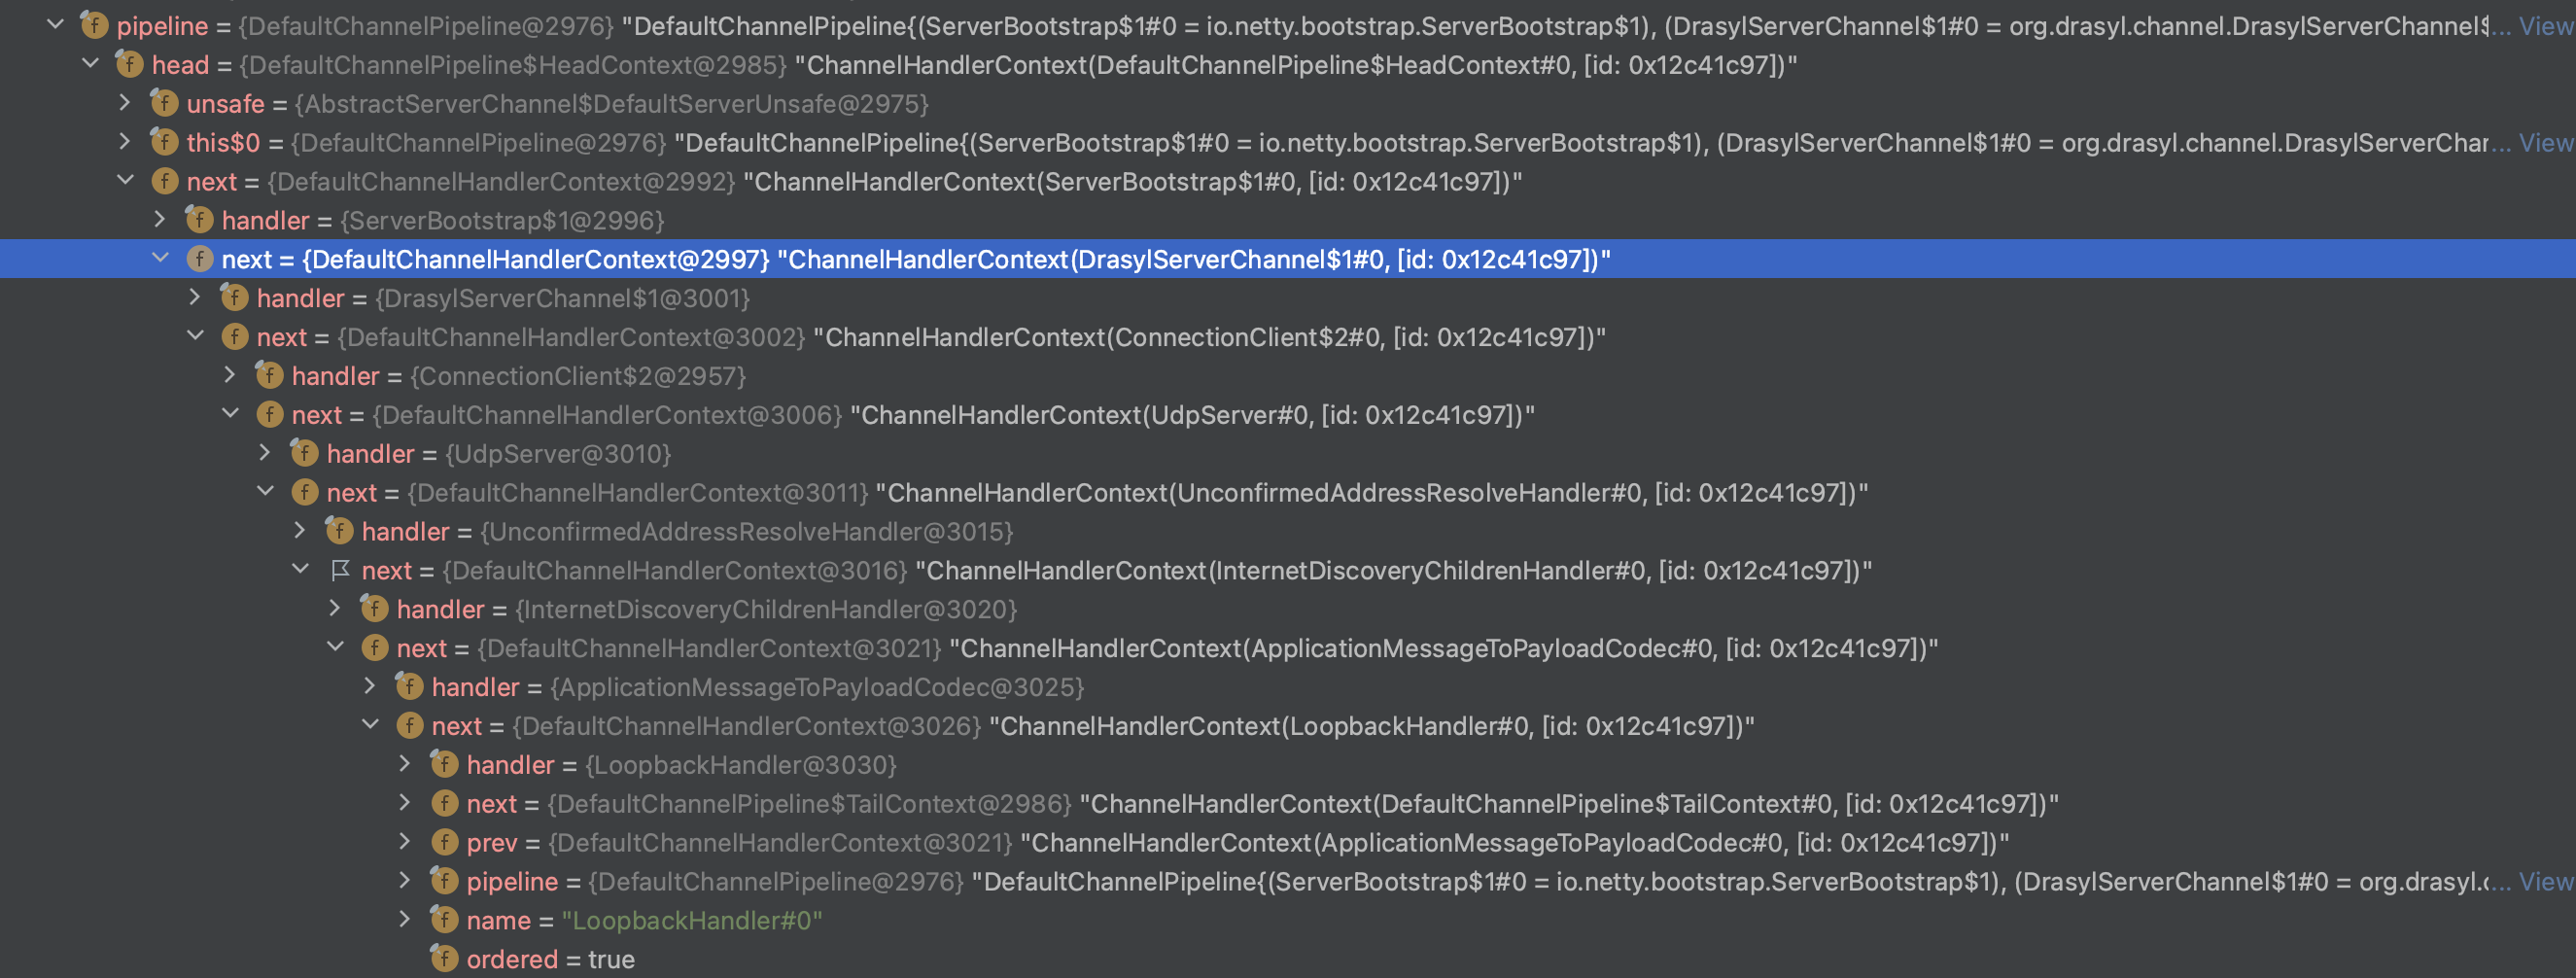 pipeline = {DefaultChannelPipeline@2976} "DefaultChannelPipeline{(ServerBootstrap$1#0 = io.netty.bootstrap.ServerBootstrap$1), (DrasylServerChannel$1#0 = org.drasyl.channel.DrasylServerChannel$... View
head = {DefaultChannelPipeline$HeadContext@2985} "ChannelHandlerContext(DefaultChannelPipeline$HeadContext#0, [id: 0x12c41c97])"
unsafe = {AbstractServerChannel$DefaultServerUnsafe@2975}
this$0 = {DefaultChannelPipeline@2976} "DefaultChannelPipeline{(ServerBootstrap$1#0 = io.netty.bootstrap.ServerBootstrap$1), (DrasylServerChannel$1#0 = org.drasyl.channel.DrasylServerChar... View
next = {DefaultChannelHandlerContext@2992} "ChannelHandlerContext(ServerBootstrap$1#0, [id: 0x12c41c97])"
handler = {ServerBootstrap$1@2996}
next = {DefaultChannelHandlerContext@2997} "ChannelHandlerContext(DrasylServerChannel$1#0, [id: 0x12c41c97])"
handler = {DrasylServerChannel$1@3001}
next = {DefaultChannelHandlerContext@3002} "ChannelHandlerContext(ConnectionClient$2#0, [id: 0x12c41c97])"
handler = {ConnectionClient$2@2957}
next = {DefaultChannelHandlerContext@3006} "ChannelHandlerContext(UdpServer#0, [id: 0x12c41c97])"
handler = {UdpServer@3010}
next = {DefaultChannelHandlerContext@3011} "ChannelHandlerContext(UnconfirmedAddressResolveHandler#0, [id: 0x12c41c97])"
handler = {UnconfirmedAddressResolveHandler@3015}
next = {DefaultChannelHandlerContext@3016} "ChannelHandlerContext(InternetDiscoveryChildrenHandler#0, [id: 0x12c41c97])"
handler = {InternetDiscoveryChildrenHandler@3020}
next = {DefaultChannelHandlerContext@3021} "ChannelHandlerContext(ApplicationMessageToPayloadCodec#0, [id: 0x12c41c97])"
handler = {ApplicationMessageToPayloadCodec@3025}
next = {DefaultChannelHandlerContext@3026} "ChannelHandlerContext(LoopbackHandler#0, [id: 0x12c41c97])"
handler = {LoopbackHandler@3030}
next = {DefaultChannelPipeline$TailContext@2986} "ChannelHandlerContext(DefaultChannelPipeline$TailContext#0, [id: 0x12c41c97])"
prev = {DefaultChannelHandlerContext@3021} "ChannelHandlerContext(ApplicationMessageToPayloadCodec#0, [id: 0x12c41c97])"
pipeline = {DefaultChannelPipeline@2976} "DefaultChannelPipeline{(ServerBootstrap$1#0 = io.netty.bootstrap.ServerBootstrap$1), (DrasylServerChannel$1#0 = org.drasyl.c... View
name = "LoopbackHandler#0"
ordered = true